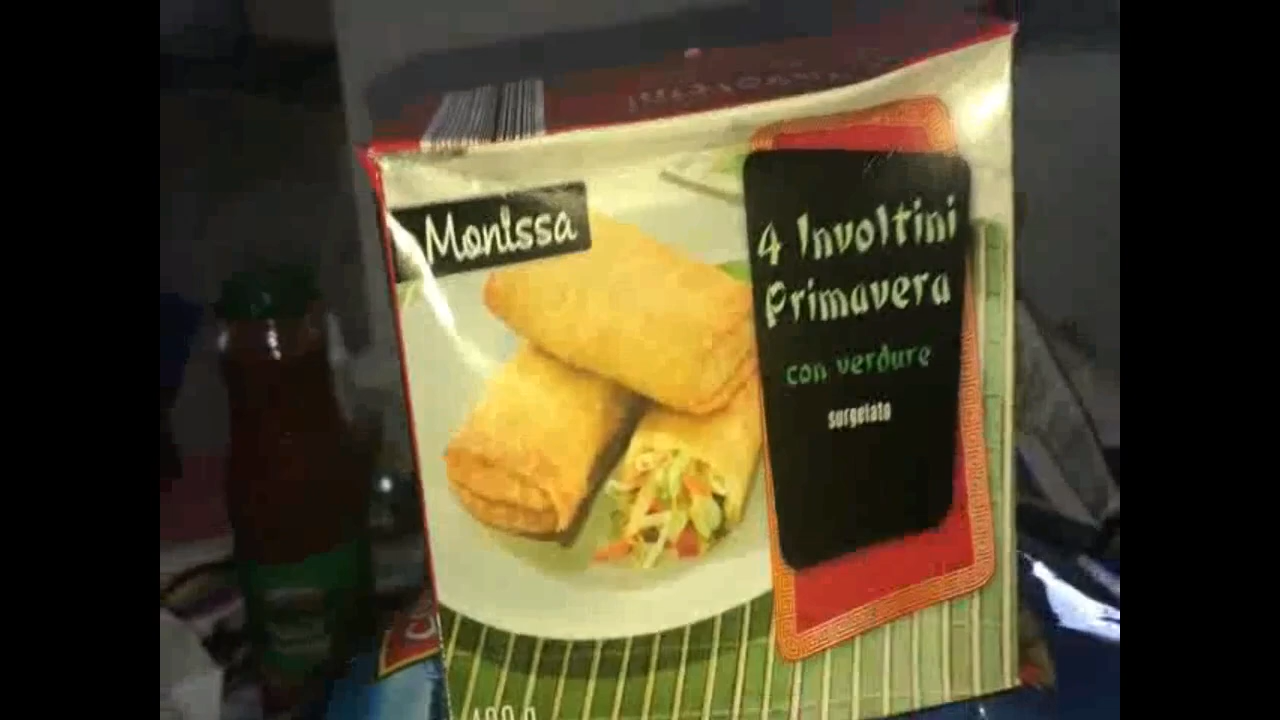 Monissa
4 Involtini
Primavera
con verdure
surgelato